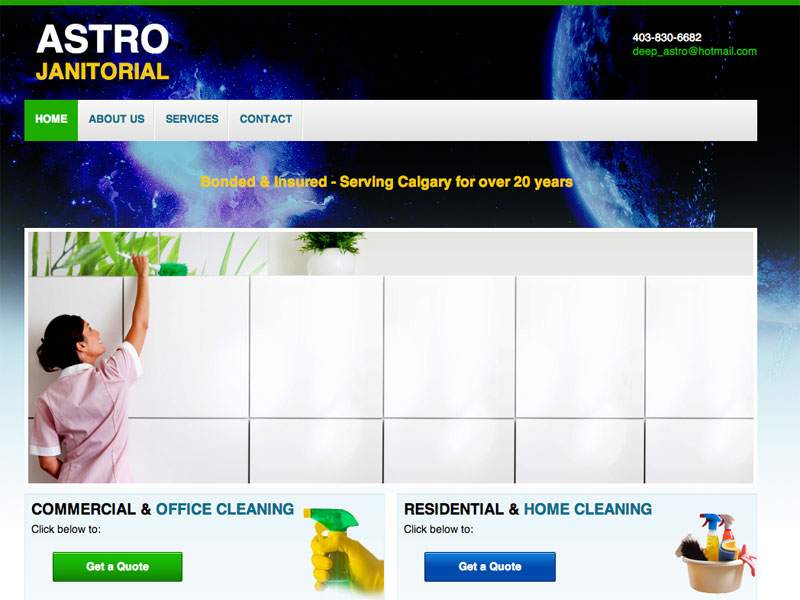 ASTRO
JANITORIAL
403-830-6682
deep_astro@hotmail.com
HOME
ABOUT US
SERVICES
CONTACT
Bonded & Insured - Serving Calgary for over 20 years
COMMERCIAL & OFFICE CLEANING
Click below to:
Get a Quote
RESIDENTIAL & HOME CLEANING
Click below to:
Get a Quote